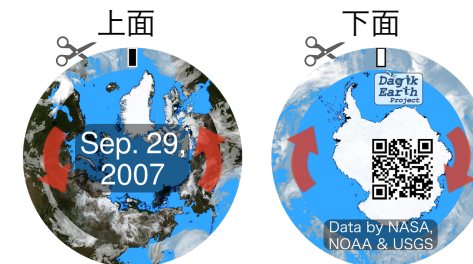 上面
下面
Sep. 29,
2007
Dagik
Earth
Project
Data by NASA,
NOAA & USGS